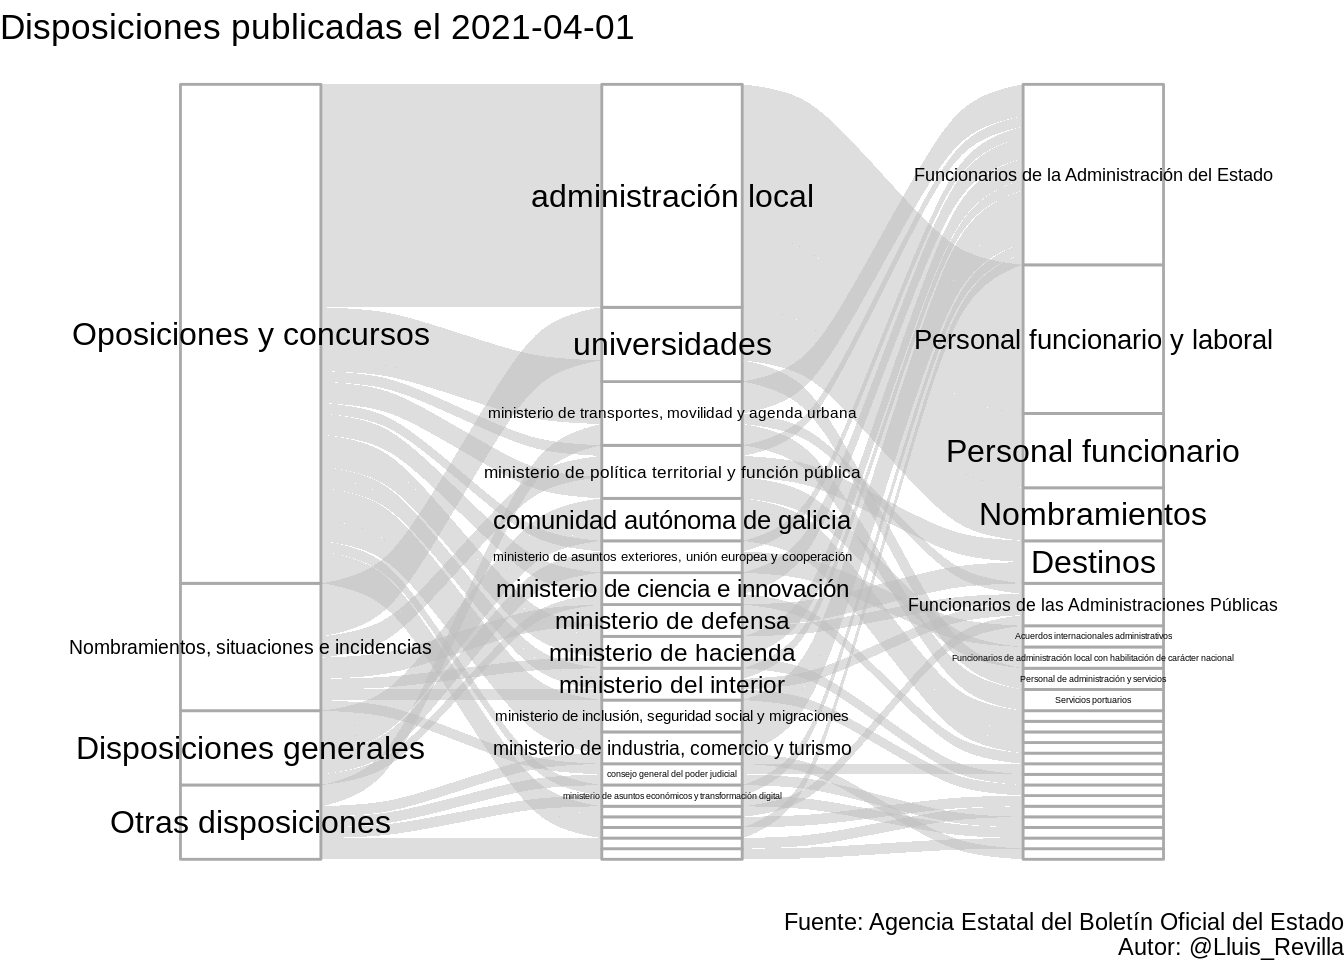 Disposiciones publicadas el 2021-04-01
Oposiciones y concursos
Nombramientos, situaciones e incidencias
Disposiciones generales
Otras disposiciones
administración local
universidades
ministerio de transportes, movilidad y agenda urbana
ministerio de política territorial y función pública
comunidad autónoma de galicia
ministerio de asuntos exteriores, unión europea y cooperación
ministerio de ciencia e innovación
ministerio de defensa
ministerio de hacienda
ministerio del interior
ministerio de inclusión, seguridad social y migraciones
ministerio de industria, comercio y turismo
consejo general del poder judicial
ministerio de asuntos económicos y transformación digital
Funcionarios de la Administración del Estado
Personal funcionario y laboral
Personal funcionario
Nombramientos
Destinos
Funcionarios de las Administraciones Públicas
Acuerdos internacionales administrativos
Funcionarios de administración local con habilitación de carácter nacional
Personal de administración y servicios
Servicios portuarios
Fuente: Agencia Estatal del Boletín Oficial del Estado
Autor: @Lluis_Revilla